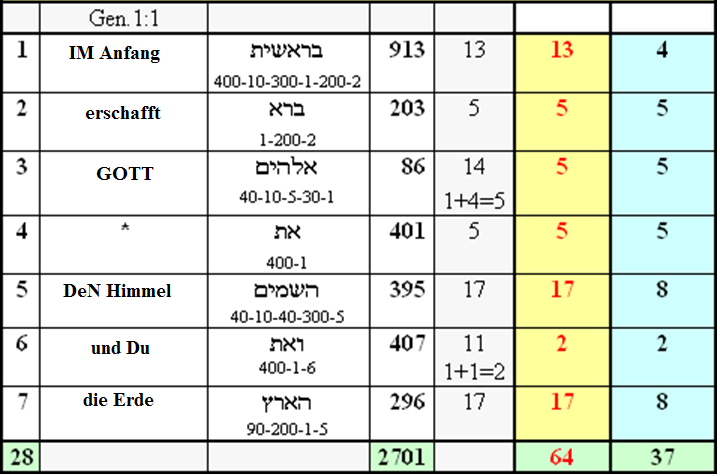 Gen. 1:1
1 IM Anfang בראשית 913 13 13 4
400-10-300-1-200-2
2 erschafft ברא 203 5 5 5
1-200-2
3 GOTT אלהים 86 14 5 5
40-10-5-30-1 1+4=5
4 * את 401 5 5 5
400-1
5 DeN Himmel השמים 395 17 17 8
40-10-40-300-5
6 und Du ואת 407 11 2 2
400-1-6 1+1=2
7 die Erde הארץ 296 17 17 8
90-200-1-5
28 2701 64 37